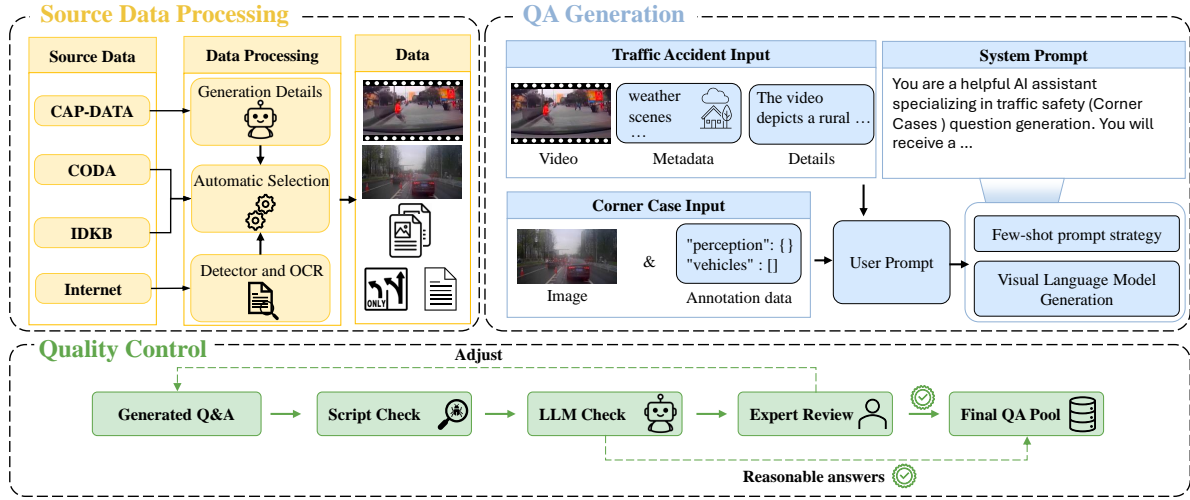 Source Data Processing
Source Data
CAP-DATA
CODA
IDKB
Internet
Data Processing
Generation Details
Automatic Selection
Detector and OCR
Data
ONLY
QA Generation
Traffic Accident Input
Video
weather
scenes
...
Metadata
The video
depicts a rural ...
Details
System Prompt
You are a helpful AI assistant
specializing in traffic safety (Corner
Cases ) question generation. You will
receive a ...
Corner Case Input
Image
&
"perception": { }
"vehicles" : []
Annotation data
User Prompt
Few-shot prompt strategy
Visual Language Model
Generation
Quality Control
Adjust
Generated Q&A
Script Check
LLM Check
Expert Review
Final QA Pool
Reasonable answers